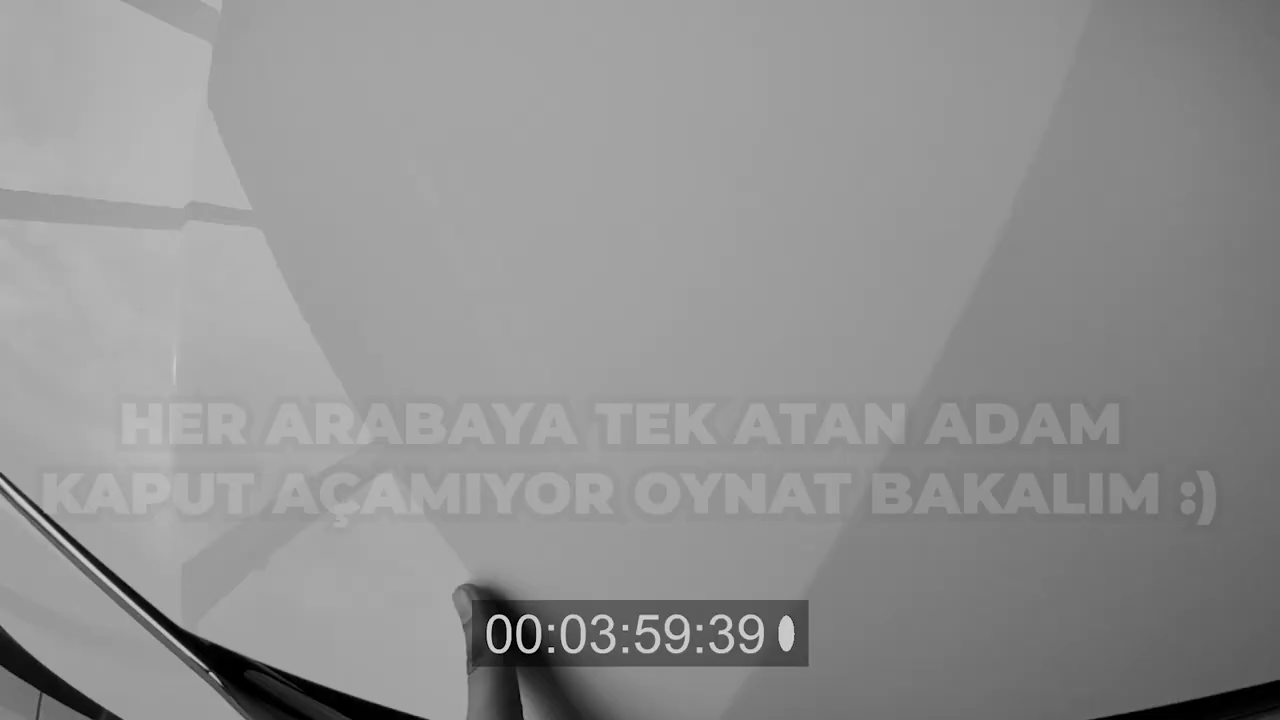 HER ARABAYA TEK ATAN ADAM
KAPUT AÇAMIYOR OYNAT BAKALIM :)
00:03:59:39